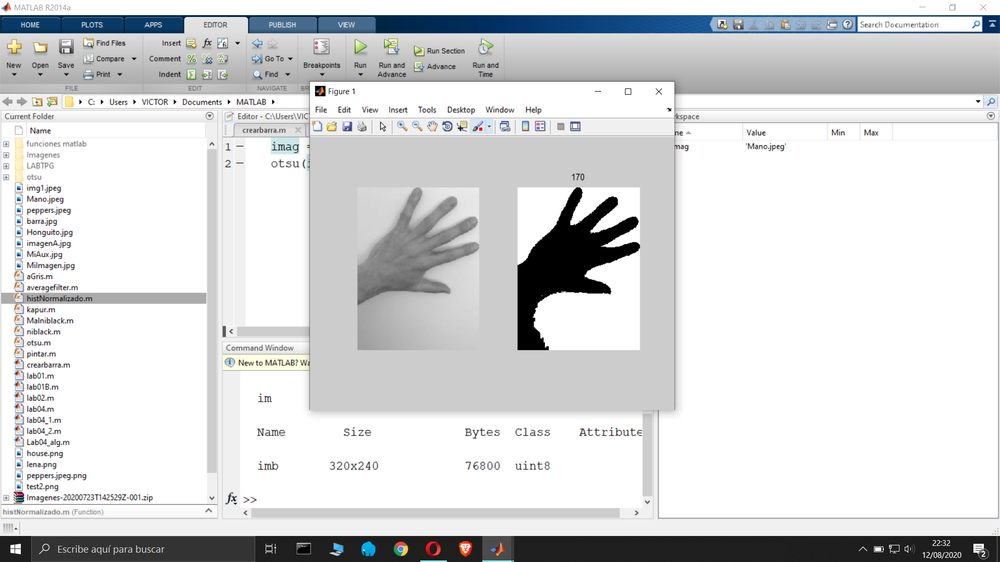 MATLAB R2014a
HOME PLOTS APPS EDITOR PUBLISH VIEW
Search Documentation
New Open Save
Find Files
Compare
Print
FILE
Insert fx
Comment
Indent
EDIT
Go To
Find
NAVIGATE
Breakpoints
BR
Run
Run and Advance
Run Section
Advance
Run and Time
C: Users VICTOR Documents MATLAB
Current Folder
Name
funciones matlab
Imagenes
LABTPG
otsu
img1.jpeg
Mano.jpeg
peppers.jpeg
barra.jpg
Honguito.jpg
imagenA.jpg
MiAux.jpg
MiImagen.jpg
aGris.m
averagefilter.m
histNormalizado.m
kapur.m
Malniblack.m
niblack.m
otsu.m
pintar.m
crearbarra.m
lab01.m
lab01B.m
lab02.m
lab04.m
lab04_1.m
lab04_2.m
Lab04_alg.m
house.png
lena.png
peppers.jpeg.png
test2.png
Imagenes-20200723T142529Z-001.zip
histNormalizado.m (Function)
Editor - C:\Users\VIC
crearbarra.m
1 imag =
2 otsu(i
Figure 1
File Edit View Insert Tools Desktop Window Help
170
Command Window
New to MATLAB? Wa
im
Name Size Bytes Class Attribute
imb 320x240 76800 uint8
fx >>
kspace
me Value Min Max
mag 'Mano.jpeg'
Escribe aquí para buscar
22:32
12/08/2020
2